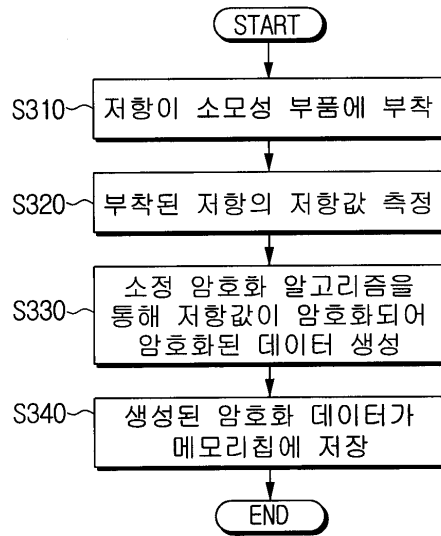 START
S310 저항이 소모성 부품에 부착
S320 부착된 저항의 저항값 측정
소정 암호화 알고리즘을
S330 통해 저항값이 암호화되어
암호화된 데이터 생성
S340 생성된 암호화 데이터가
메모리칩에 저장
END